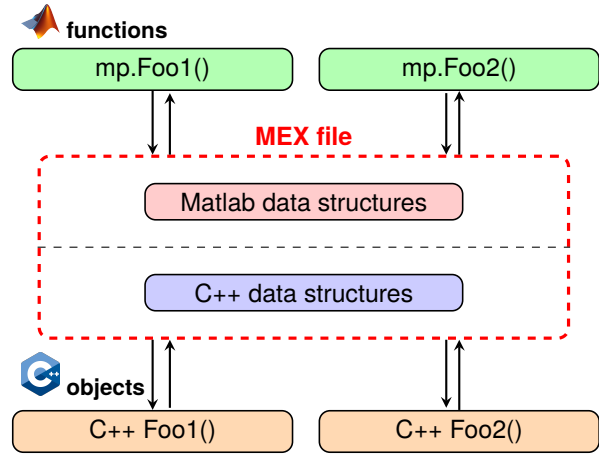 functions
mp.Foo1()
mp.Foo2()
MEX file
Matlab data structures
C++ data structures
C++
objects
C++ Foo1()
C++ Foo2()